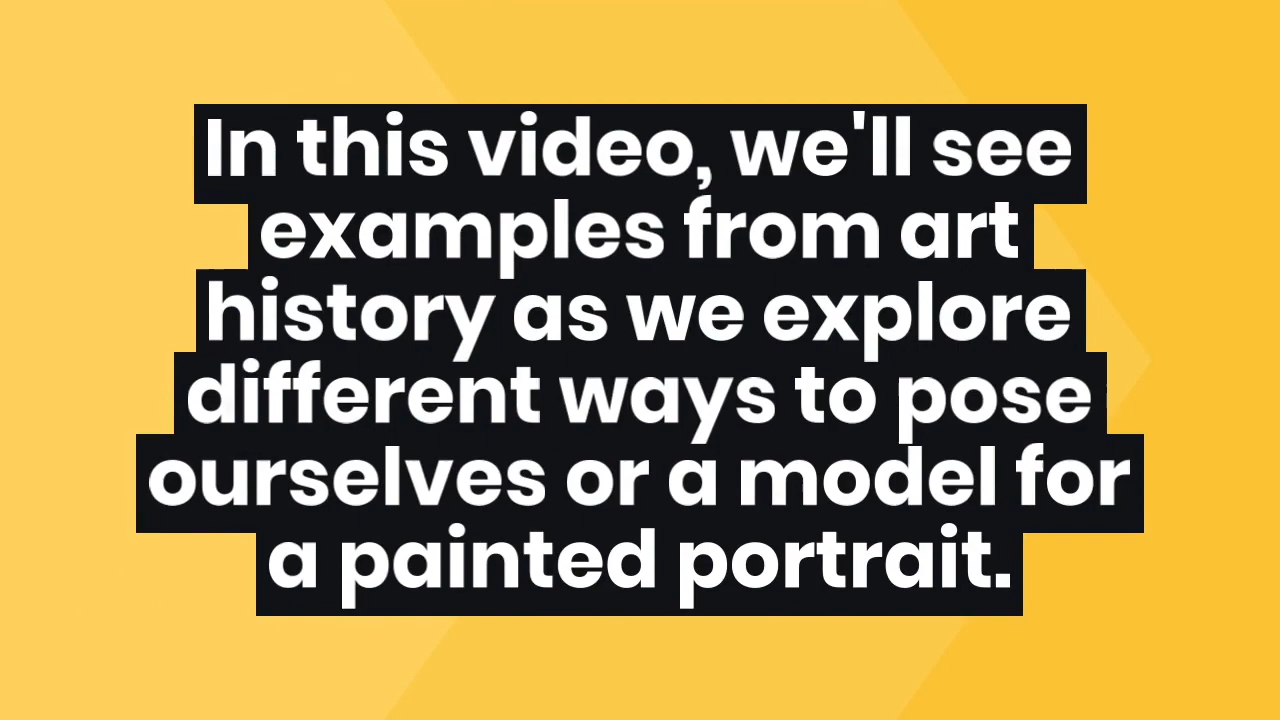 In this video, we'll see
examples from art
history as we explore
different ways to pose
ourselves or a model for
a painted portrait.